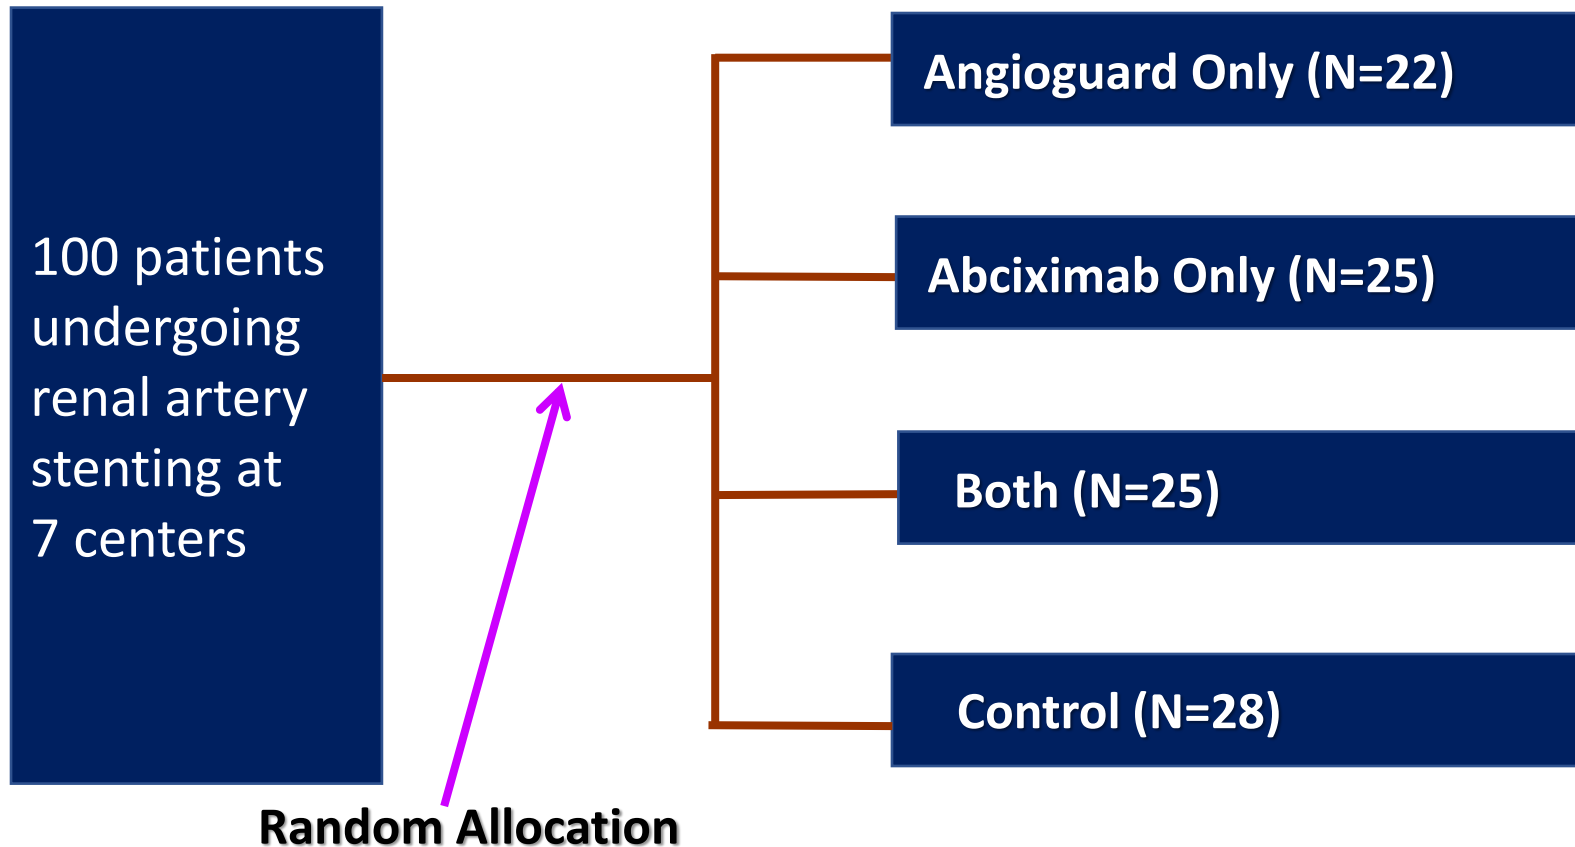 100 patients
undergoing
renal artery
stenting at
7 centers
Angioguard Only (N=22)
Abciximab Only (N=25)
Both (N=25)
Control (N=28)
Random Allocation